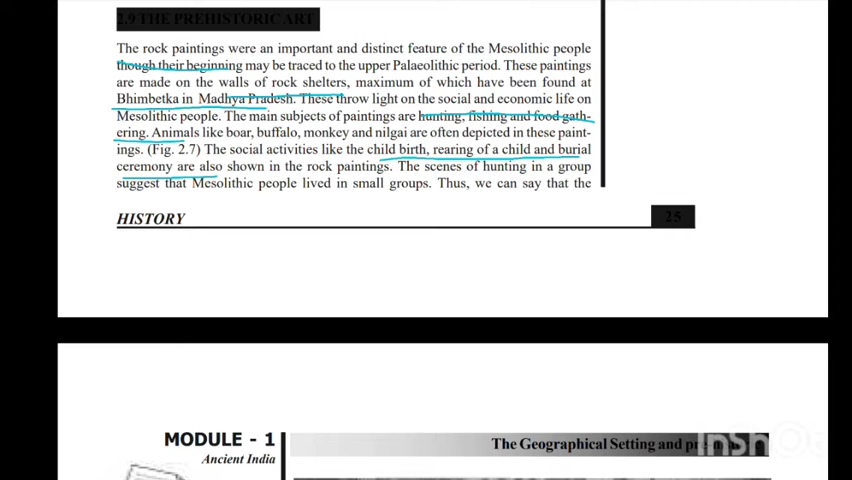 2.9 THE PREHISTORIC ART
The rock paintings were an important and distinct feature of the Mesolithic people
though their beginning may be traced to the upper Palaeolithic period. These paintings
are made on the walls of rock shelters, maximum of which have been found at
Bhimbetka in Madhya Pradesh. These throw light on the social and economic life on
Mesolithic people. The main subjects of paintings are hunting, fishing and food gath-
ering. Animals like boar, buffalo, monkey and nilgai are often depicted in these paint-
ings. (Fig. 2.7) The social activities like the child birth, rearing of a child and burial
ceremony are also shown in the rock paintings. The scenes of hunting in a group
suggest that Mesolithic people lived in small groups. Thus, we can say that the
HISTORY
25
MODULE - 1
Ancient India
The Geographical Setting and
InShOt